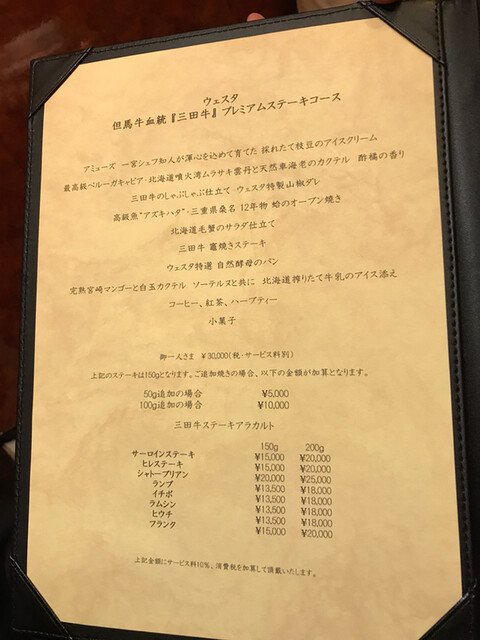 ヴェスタ
但馬牛血統『三田牛』プレミアムステーキコース
アミューズ 一宮シェフ知人が渾心を込めて育てた 採れたて枝豆のアイスクリーム
最高級ベルーガキャビア・北海道噴火湾ムラサキ雲丹と天然車海老のカクテル 酢橘の香り
三田牛のしゃぶしゃぶ仕立て ヴェスタ特製山椒ダレ
高級魚"アズキハタ"・三重県桑名 12年物 蛤のオーブン焼き
北海道毛蟹のサラダ仕立て
三田牛 竈焼きステーキ
ヴェスタ特選 自然酵母のパン
完熟宮崎マンゴーと白玉カクテル ソーテルヌと共に 北海道搾りたて牛乳のアイス添え
コーヒー、紅茶、ハーブティー
小菓子
御一人さま ¥30,000(税・サービス料別)
上記のステーキは150gとなります。ご追加焼きの場合、以下の金額が加算となります。
50g追加の場合 ¥5,000
100g追加の場合 ¥10,000
三田牛ステーキアラカルト
150g 200g
サーロインステーキ ¥15,000 ¥20,000
ヒレステーキ ¥15,000 ¥20,000
シャトーブリアン ¥20,000 ¥25,000
ランプ ¥13,500 ¥18,000
イチボ ¥13,500 ¥18,000
ラムシン ¥13,500 ¥18,000
ヒウチ ¥13,500 ¥18,000
フランク ¥15,000 ¥20,000
上記金額にサービス料10%、消費税を加算して頂戴いたします。